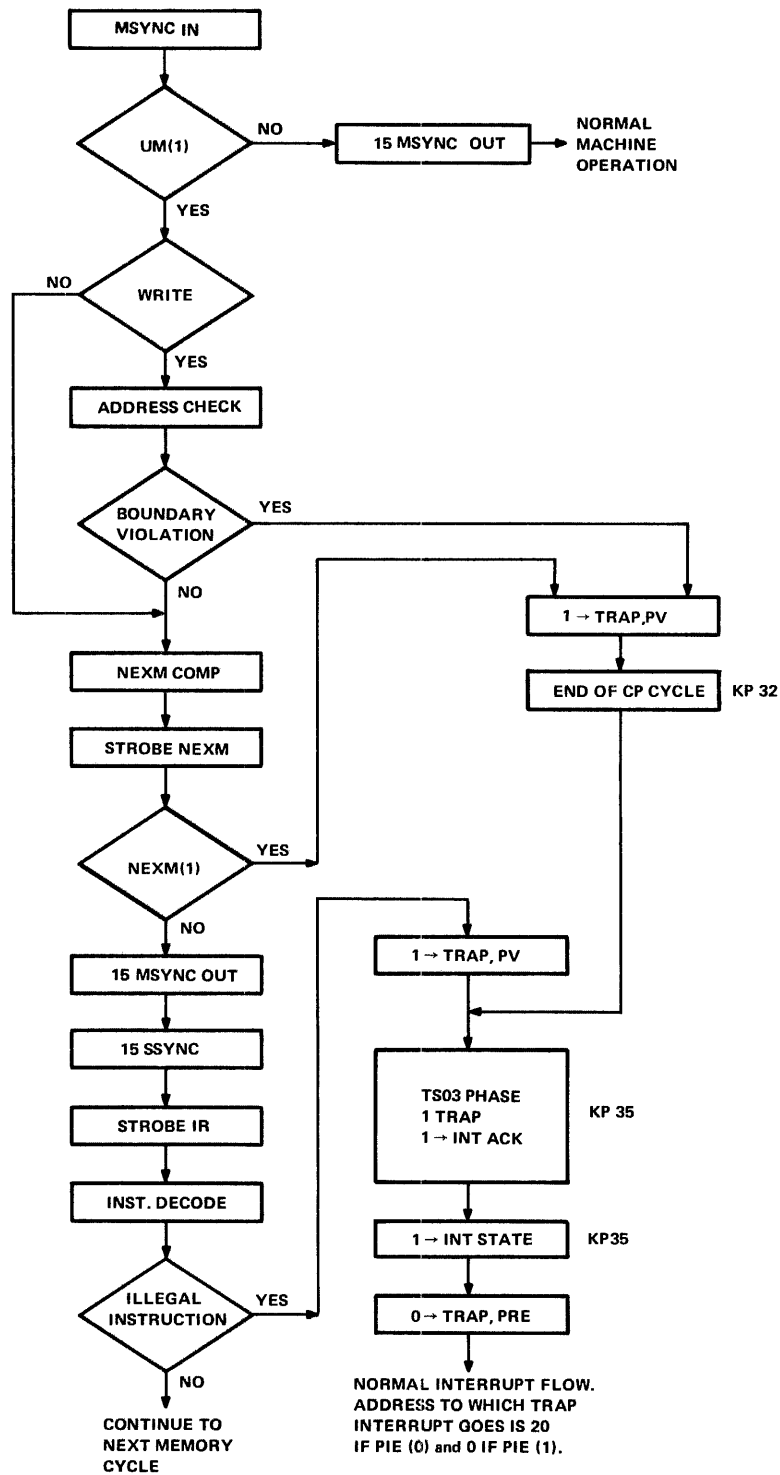 MSYNC IN
UM(1)
NO
15 MSYNC OUT
NORMAL
MACHINE
OPERATION
YES
NO
WRITE
YES
ADDRESS CHECK
BOUNDARY
VIOLATION
YES
NO
1 → TRAP,PV
NEXM COMP
END OF CP CYCLE
KP 32
STROBE NEXM
NEXM(1)
YES
NO
15 MSYNC OUT
1 → TRAP, PV
15 SSYNC
TS03 PHASE
1 TRAP
1 → INT ACK
KP 35
STROBE IR
INST. DECODE
1 → INT STATE
KP35
ILLEGAL
INSTRUCTION
YES
0 → TRAP, PRE
NO
CONTINUE TO
NEXT MEMORY
CYCLE
NORMAL INTERRUPT FLOW.
ADDRESS TO WHICH TRAP
INTERRUPT GOES IS 20
IF PIE (0) and 0 IF PIE (1).